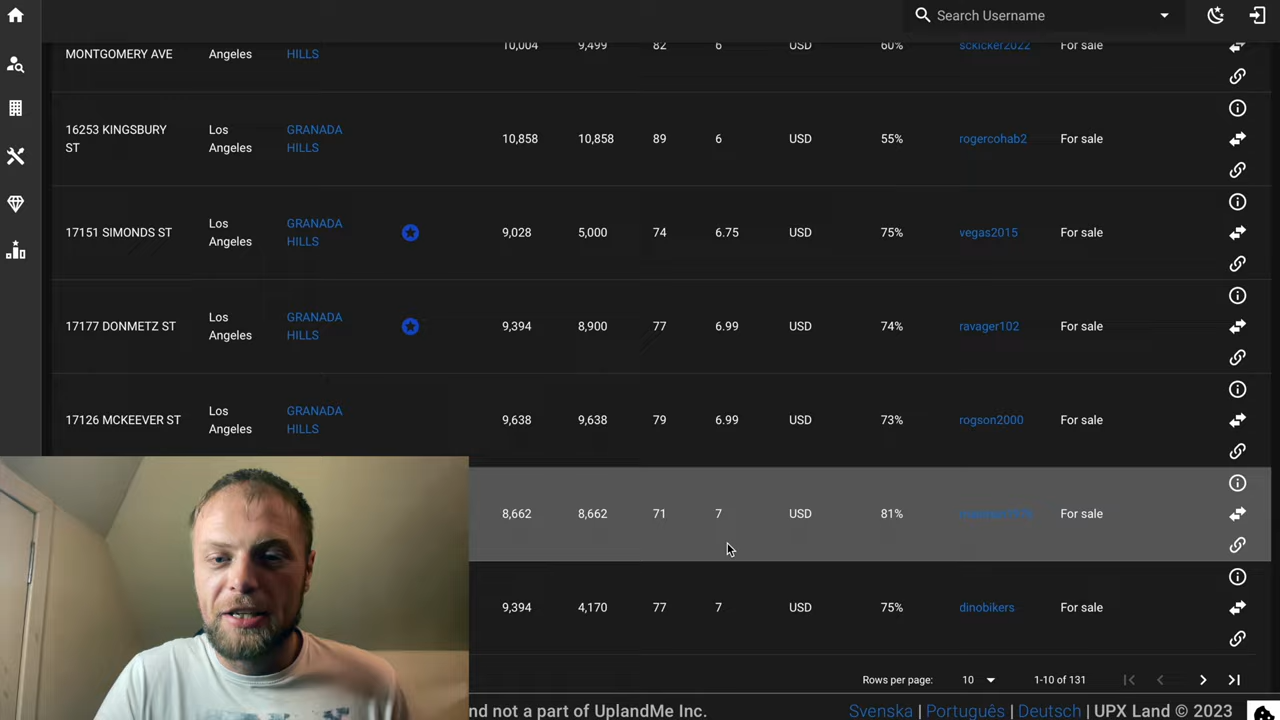 Search Username
MONTGOMERY AVE Angeles HILLS 10,004 9,499 82 6 USD 60% sckicker2022 For sale
16253 KINGSBURY ST Los Angeles GRANADA HILLS 10,858 10,858 89 6 USD 55% rogercohab2 For sale
17151 SIMONDS ST Los Angeles GRANADA HILLS 9,028 5,000 74 6.75 USD 75% vegas2015 For sale
17177 DONMETZ ST Los Angeles GRANADA HILLS 9,394 8,900 77 6.99 USD 74% ravager102 For sale
17126 MCKEEVER ST Los Angeles GRANADA HILLS 9,638 9,638 79 6.99 USD 73% rogson2000 For sale
8,662 8,662 71 7 USD 81% For sale
9,394 4,170 77 7 USD 75% dinobikers For sale
Rows per page: 10 1-10 of 131
nd not a part of UplandMe Inc. Svenska | Português | Deutsch | UPX Land © 2023